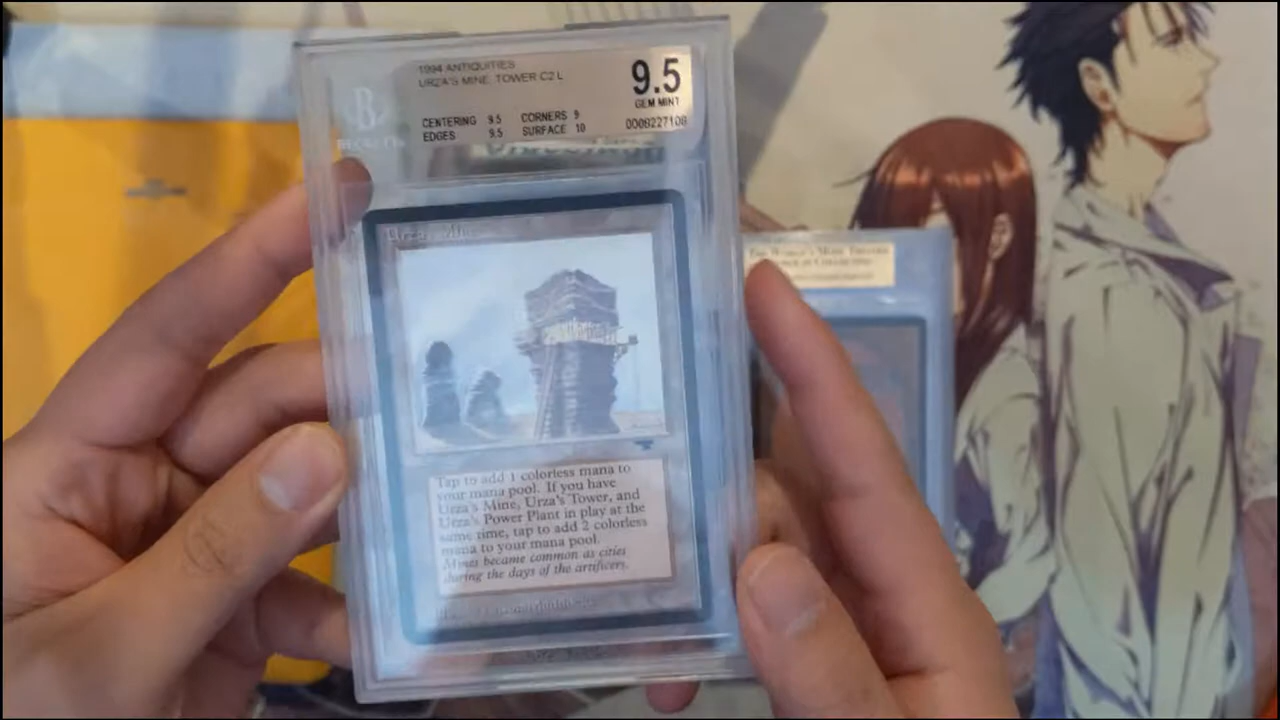 1994 ANTIQUITIES
URZA'S MINE, TOWER C2 L
9.5
GEM MINT
CENTERING 9.5 CORNERS 9
EDGES 9.5 SURFACE 10
0009227108
Urza's Mine
Tap to add 1 colorless mana to
your mana pool. If you have
Urza's Mine, Urza's Tower, and
Urza's Power Plant in play at the
same time, tap to add 2 colorless
mana to your mana pool.
Mines became common as cities
during the days of the artificers.